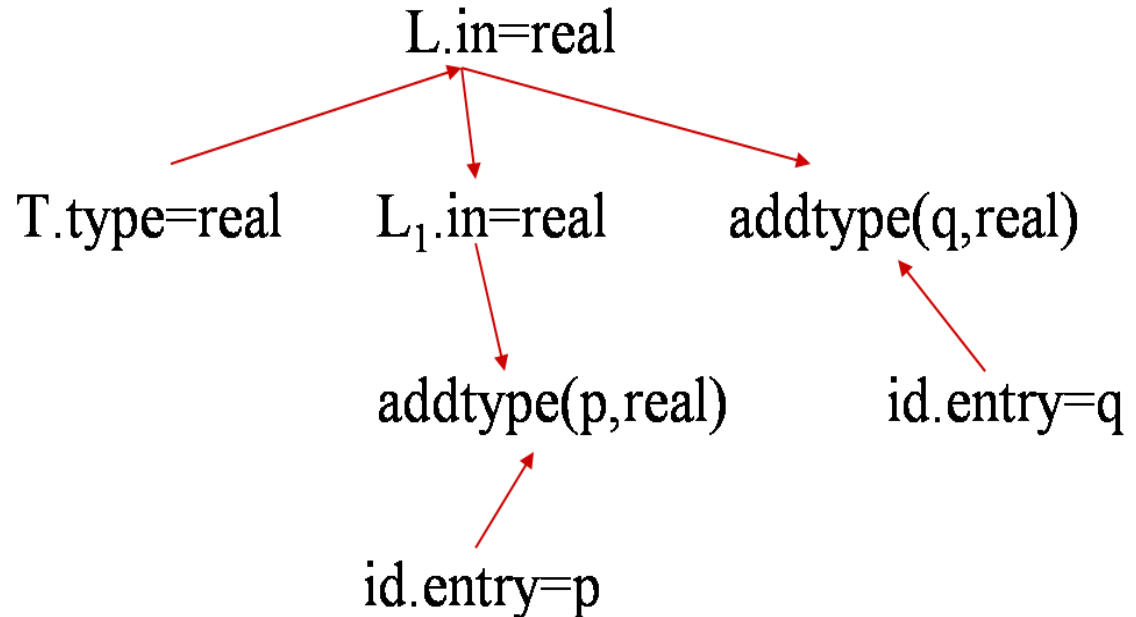 L.in=real
T.type=real L₁.in=real addtype(q,real)
addtype(p,real) id.entry=q
id.entry=p